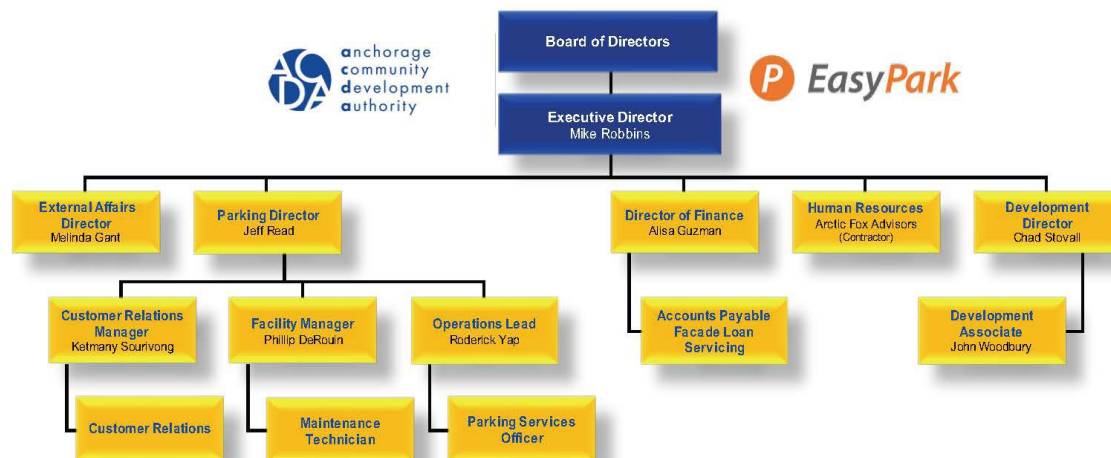 Board of Directors
ACDA
anchorage
community
development
authority
P EasyPark
Executive Director
Mike Robbins
External Affairs
Director
Melinda Gant
Parking Director
Jeff Read
Director of Finance
Alisa Guzman
Human Resources
Arctic Fox Advisors
(Contractor)
Development
Director
Chad Stovall
Customer Relations
Manager
Ketmany Sourivong
Facility Manager
Phillip DeRouin
Operations Lead
Roderick Yap
Accounts Payable
Facade Loan
Servicing
Development
Associate
John Woodbury
Customer Relations
Maintenance
Technician
Parking Services
Officer